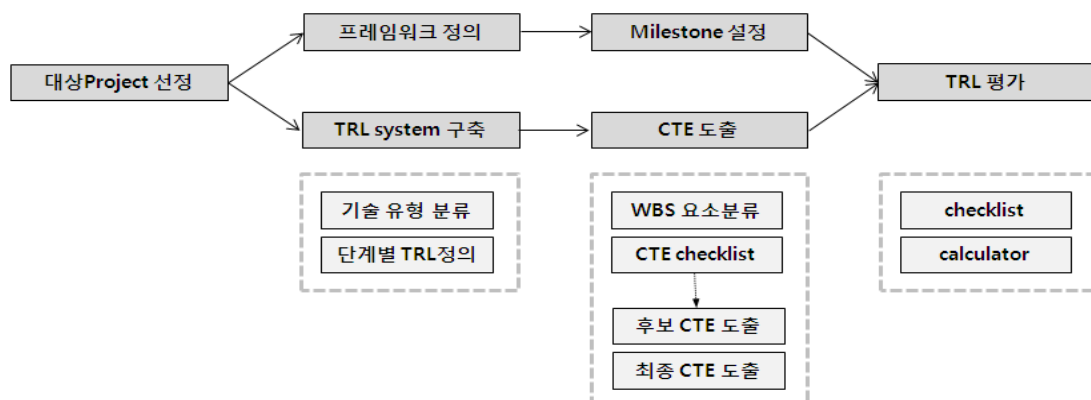 프레임워크 정의
Milestone 설정
대상Project 선정
TRL 평가
TRL system 구축
CTE 도출
기술 유형 분류
단계별 TRL정의
WBS 요소분류
CTE checklist
후보 CTE 도출
최종 CTE 도출
checklist
calculator